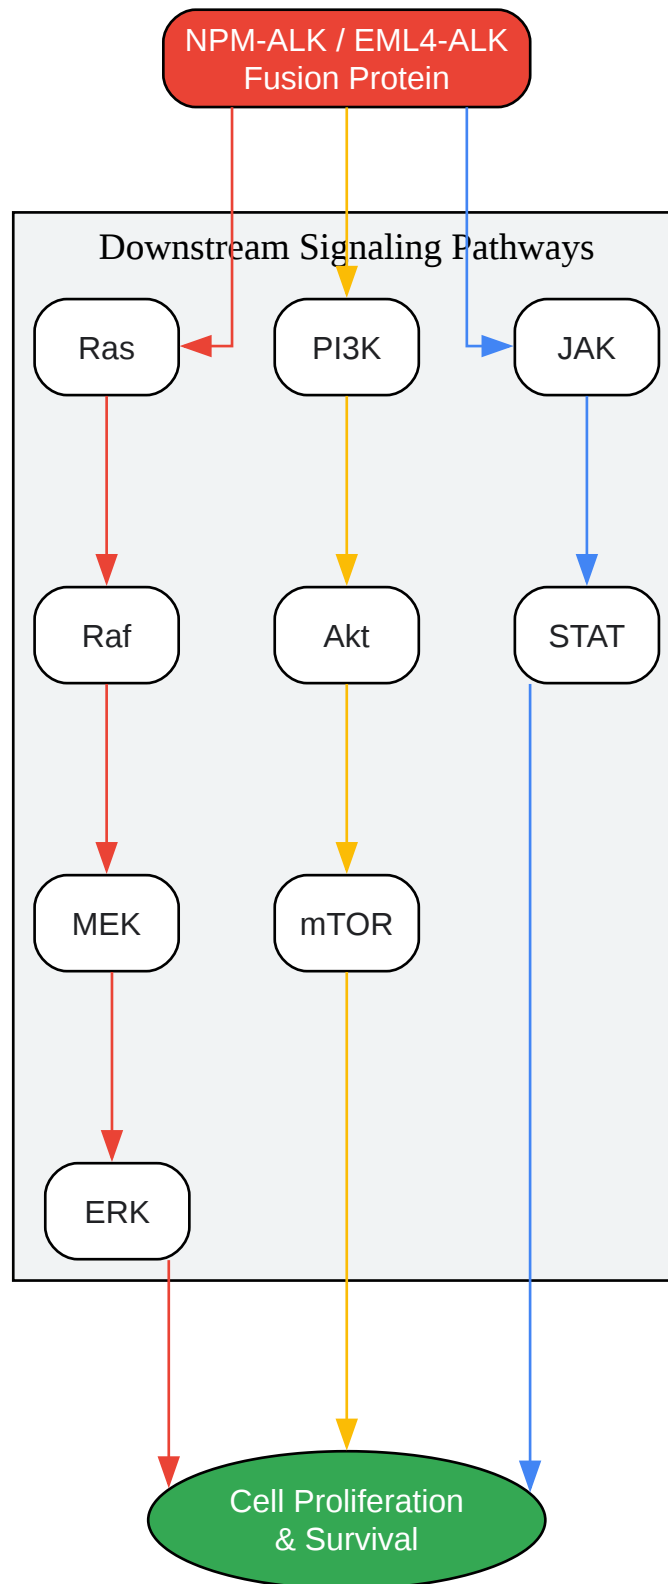 NPM-ALK / EML4-ALK
Fusion Protein
Downstream Signaling Pathways
Ras
PI3K
JAK
Raf
Akt
STAT
MEK
mTOR
ERK
Cell Proliferation
& Survival